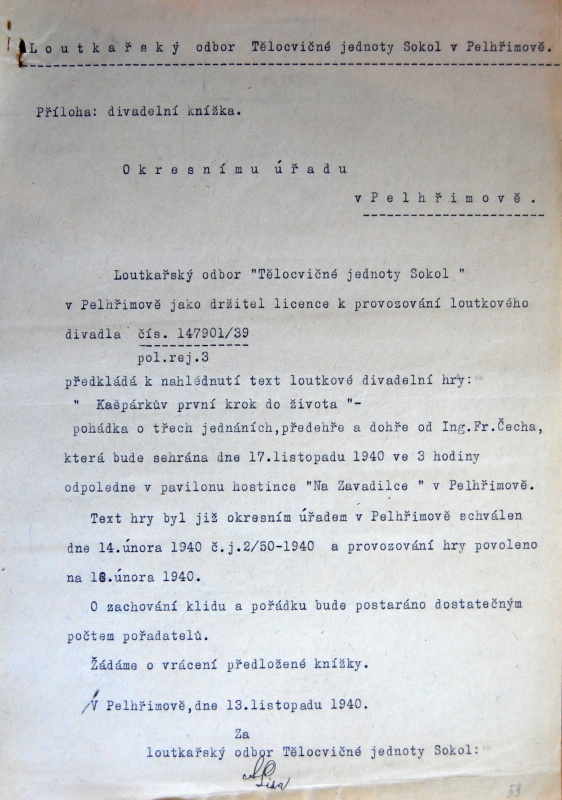 Loutkařský odbor Tělocvičné jednoty Sokol v Pelhřimově.
Příloha: divadelní knížka.
Okresnímu úřadu
v Pelhřimově.
Loutkařský odbor "Tělocvičné jednoty Sokol "
v Pelhřimově jako držitel licence k provozování loutkového
divadla čís. 147901/39
pol.rej.3
předkládá k nahlédnutí text loutkové divadelní hry:
" Kašpárkův první krok do života "-
pohádka o třech jednáních,předehře a dohře od Ing.Fr.Čecha,
která bude sehrána dne 17.listopadu 1940 ve 3 hodiny
odpoledne v pavilonu hostince "Na Zavadilce " v Pelhřimově.
Text hry byl již okresním úřadem v Pelhřimově schválen
dne 14.února 1940 č.j.2/50-1940 a provozování hry povoleno
na 18.února 1940.
O zachování klidu a pořádku bude postaráno dostatečným
počtem pořadatelů.
Žádáme o vrácení předložené knížky.
V Pelhřimově,dne 13.listopadu 1940.
Za
loutkařský odbor Tělocvičné jednoty Sokol: